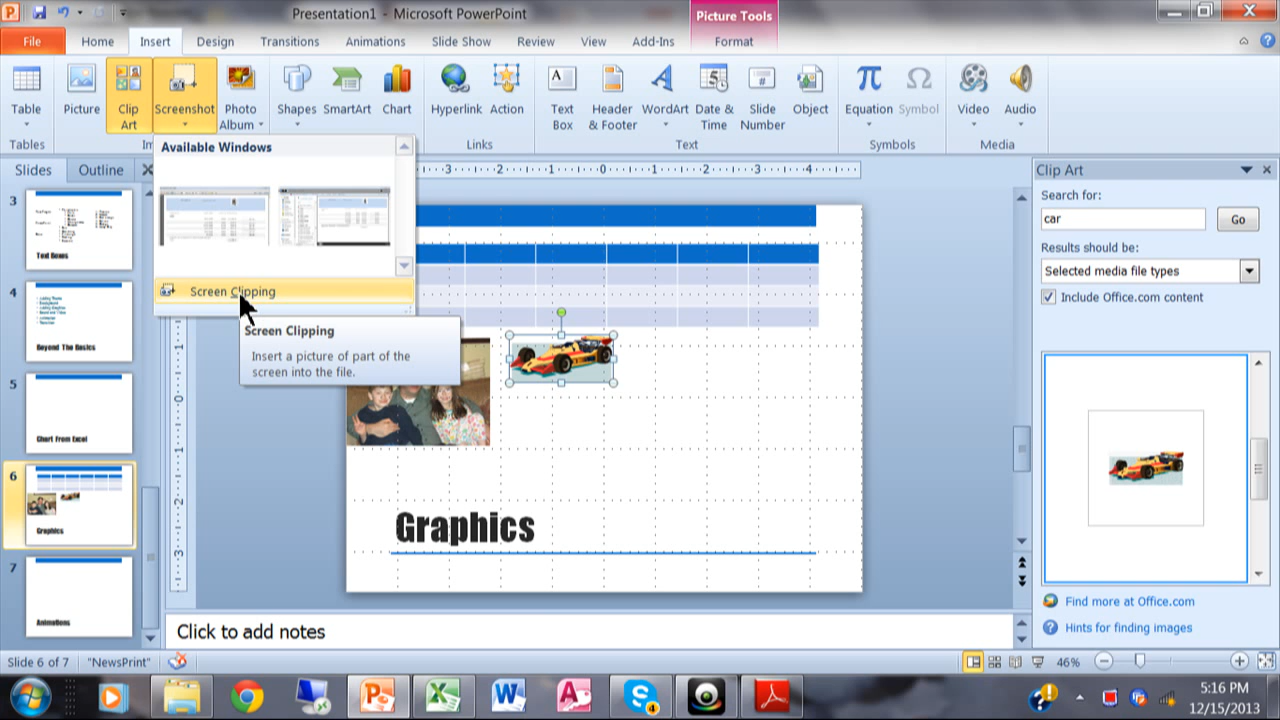 Presentation1 - Microsoft PowerPoint
Picture Tools
File
Home
Insert
Design
Transitions
Animations
Slide Show
Review
View
Add-Ins
Format
Table
Picture
Clip
Art
Screenshot
Photo
Album
Shapes
SmartArt
Chart
Hyperlink
Action
Text
Box
Header
& Footer
WordArt
Date &
Time
Slide
Number
Object
Equation
Symbol
Video
Audio
Tables
Links
Text
Symbols
Media
Slides
Outline
Available Windows
Screen Clipping
Screen Clipping
Insert a picture of part of the
screen into the file.
3
Text Boxes
4
Beyond The Basics
5
Chart From Excel
6
Graphics
7
Animations
Graphics
Click to add notes
Clip Art
Search for:
car
Go
Results should be:
Selected media file types
Include Office.com content
Find more at Office.com
Hints for finding images
Slide 6 of 7
"NewsPrint"
46%
5:16 PM
12/15/2013